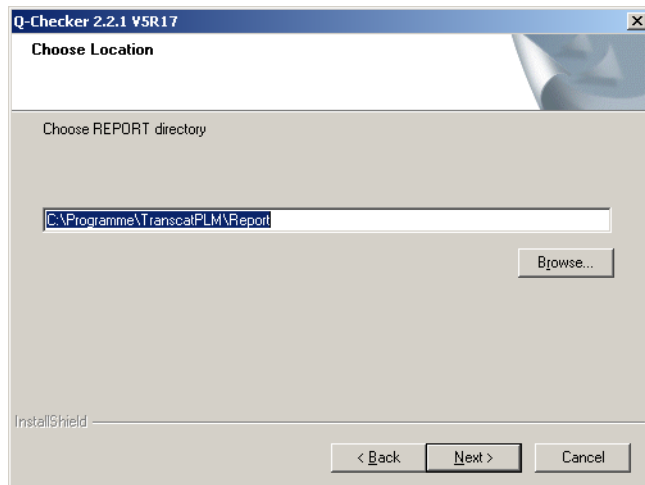 Q-Checker 2.2.1 V5R17
Choose Location
Choose REPORT directory
C:\Programme\TranscatPLM\Report
Browse...
InstallShield
< Back
Next >
Cancel